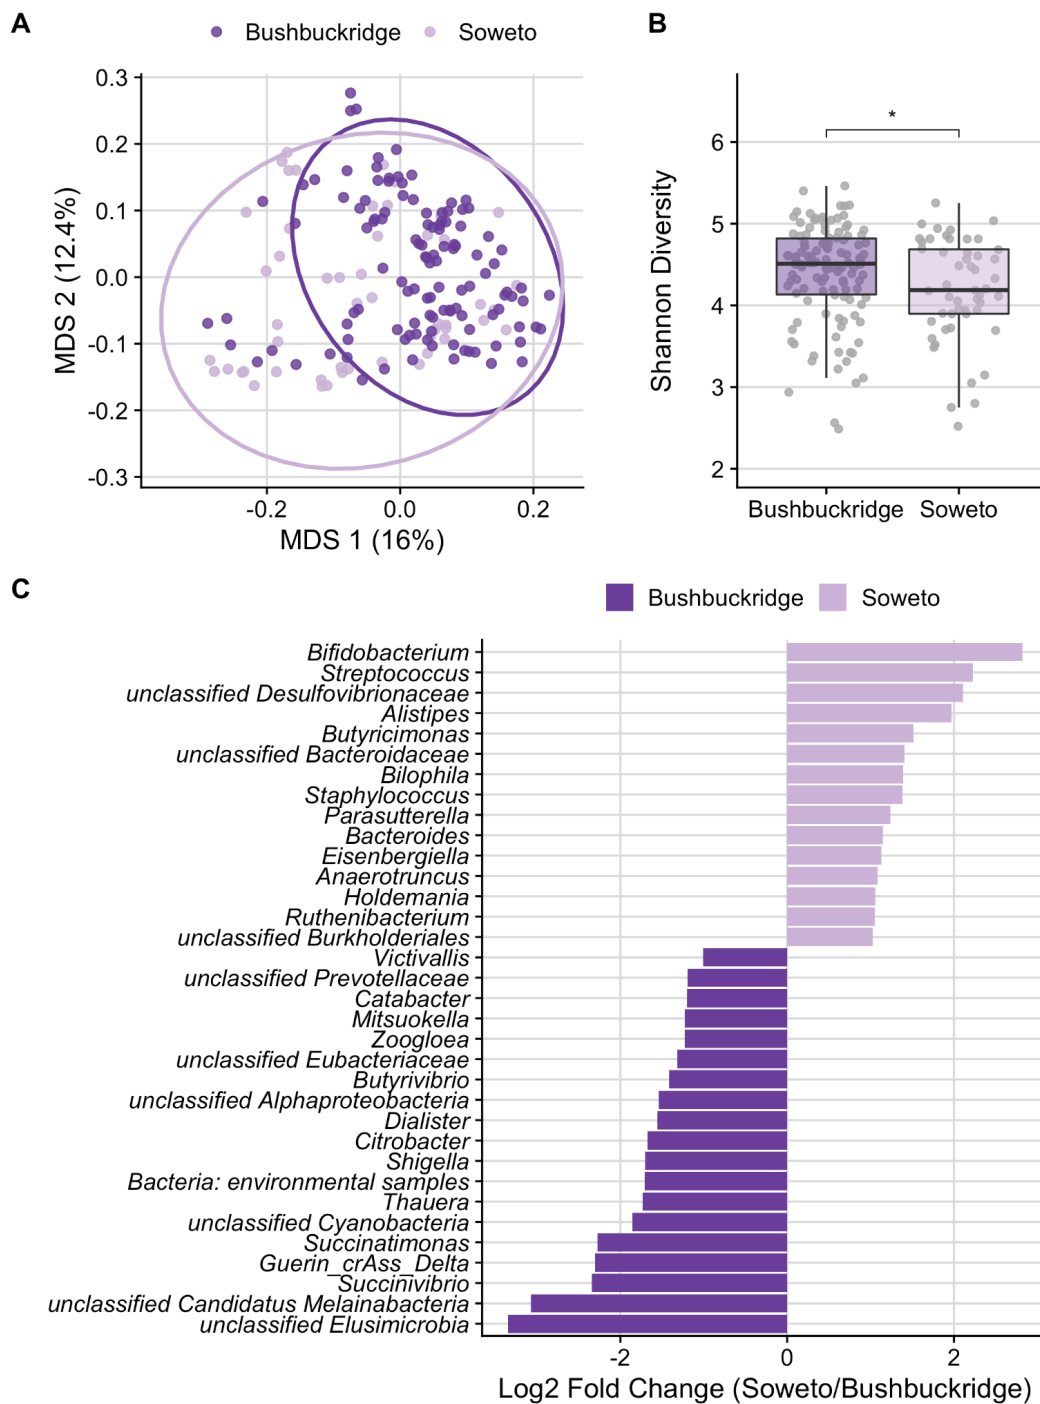 A
Bushbuckridge
Soweto
MDS 2 (12.4%)
0.3
0.2
0.1
0.0
-0.1
-0.2
-0.3
-0.2
0.0
0.2
MDS 1 (16%)
B
*
Shannon Diversity
6
5
4
3
2
Bushbuckridge
Soweto
C
Bushbuckridge
Soweto
Bifidobacterium
Streptococcus
unclassified Desulfovibrionaceae
Alistipes
Butyricimonas
unclassified Bacteroidaceae
Bilophila
Staphylococcus
Parasutterella
Bacteroides
Eisenbergiella
Anaerotruncus
Holdemania
Ruthenibacterium
unclassified Burkholderiales
Victivallis
unclassified Prevotellaceae
Catabacter
Mitsuokella
Zoogloea
unclassified Eubacteriaceae
Butyrivibrio
unclassified Alphaproteobacteria
Dialister
Citrobacter
Shigella
Bacteria: environmental samples
Thauera
unclassified Cyanobacteria
Succinatimonas
Guerin_crAss_Delta
Succinivibrio
unclassified Candidatus Melainabacteria
unclassified Elusimicrobia
-2
0
2
Log2 Fold Change (Soweto/Bushbuckridge)